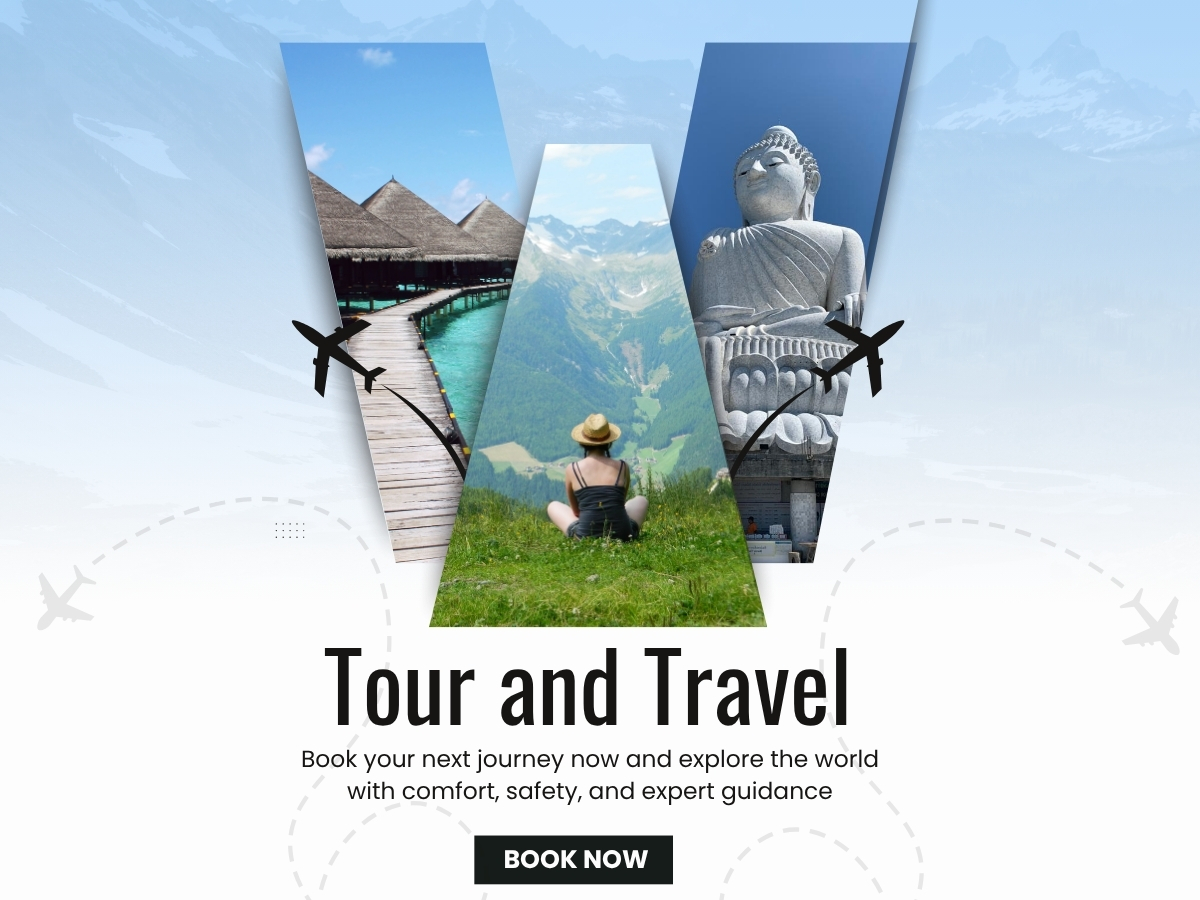 Tour and Travel
Book your next journey now and explore the world
with comfort, safety, and expert guidance
BOOK NOW